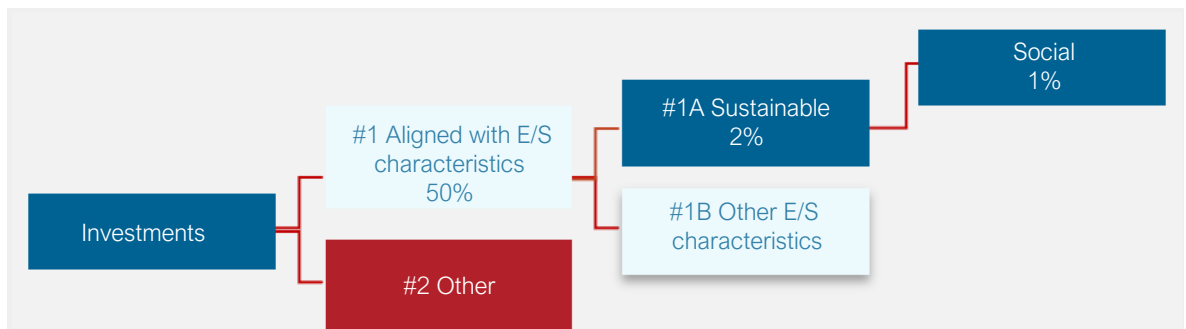 Investments
#1 Aligned with E/S
characteristics
50%
#2 Other
#1A Sustainable
2%
#1B Other E/S
characteristics
Social
1%